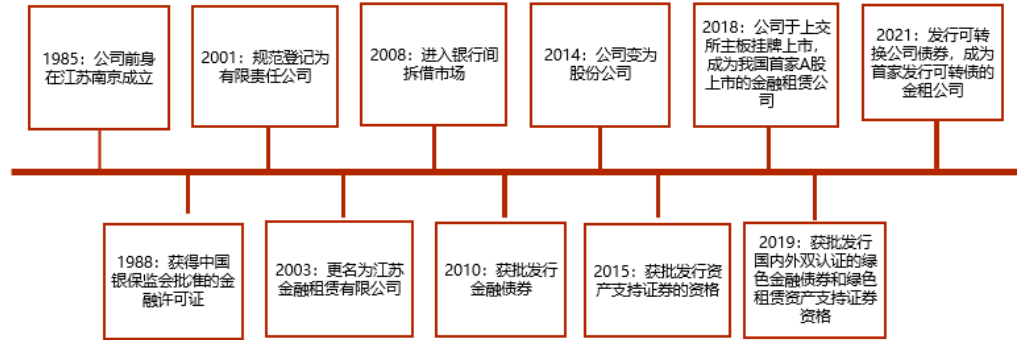 1985：公司前身
在江苏南京成立
2001：规范登记为
有限责任公司
2008：进入银行间
拆借市场
2014：公司变为
股份公司
2018：公司于上交
所主板挂牌上市，
成为我国首家A股
上市的金融租赁公
司
2021：发行可转
换公司债券，成为
首家发行可转债的
金租公司
1988：获得中国
银保监会批准的金
融许可证
2003：更名为江苏
金融租赁有限公司
2010：获批发行
金融债券
2015：获批发行资
产支持证券的资格
2019：获批发行
国内外双认证的绿
色金融债券和绿色
租赁资产支持证券
资格